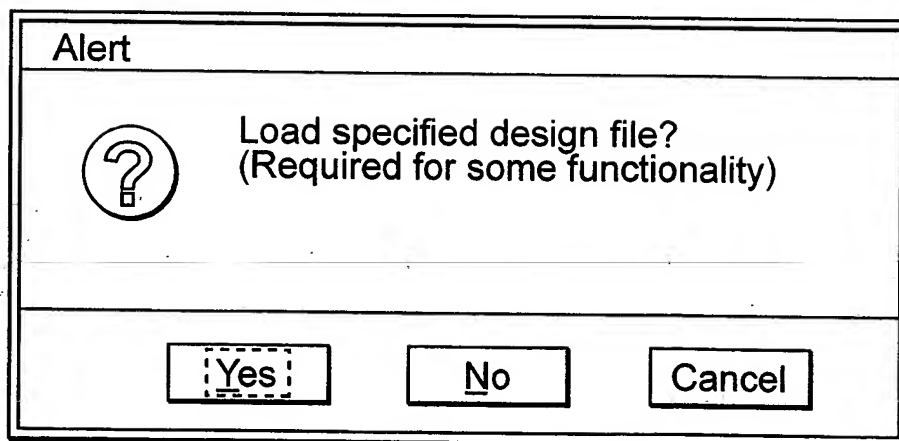 Alert
?
Load specified design file?
(Required for some functionality)
Yes
No
Cancel